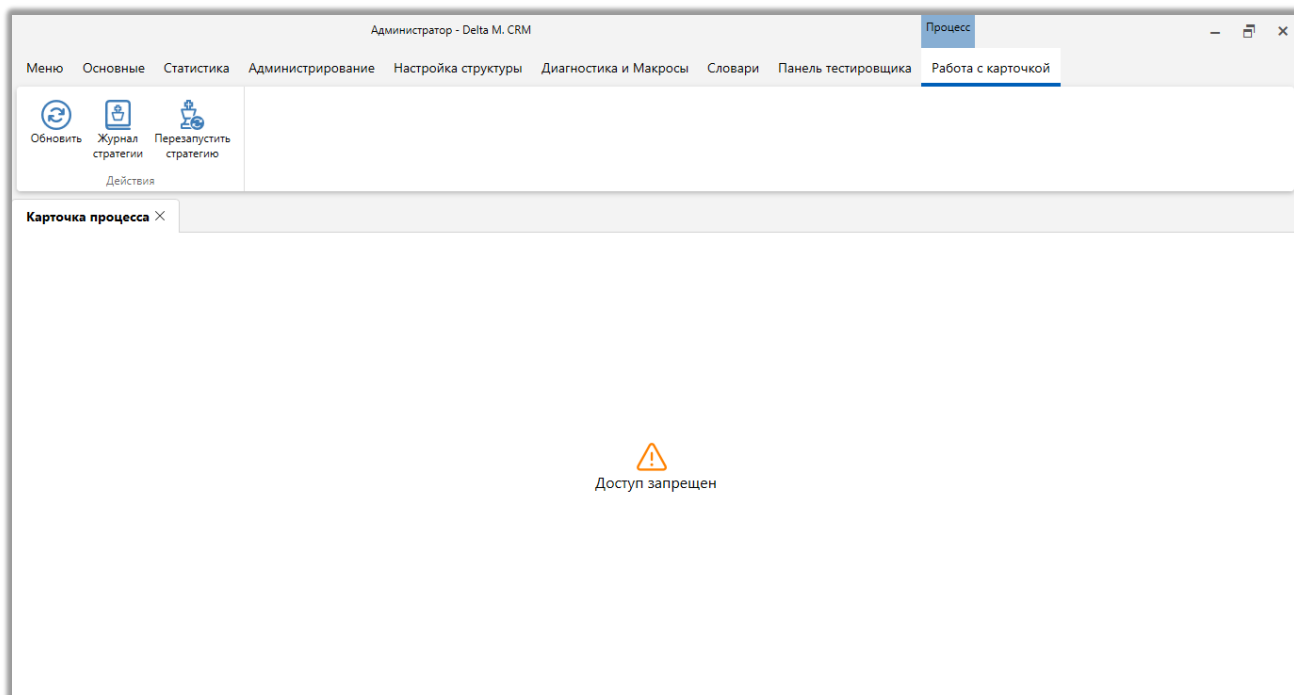 Администратор - Delta M. CRM
Процесс
Меню Основные Статистика Администрирование Настройка структуры Диагностика и Макросы Словари Панель тестировщика Работа с карточкой
Обновить
Журнал стратегии
Перезапустить стратегию
Действия
Карточка процесса
Доступ запрещен